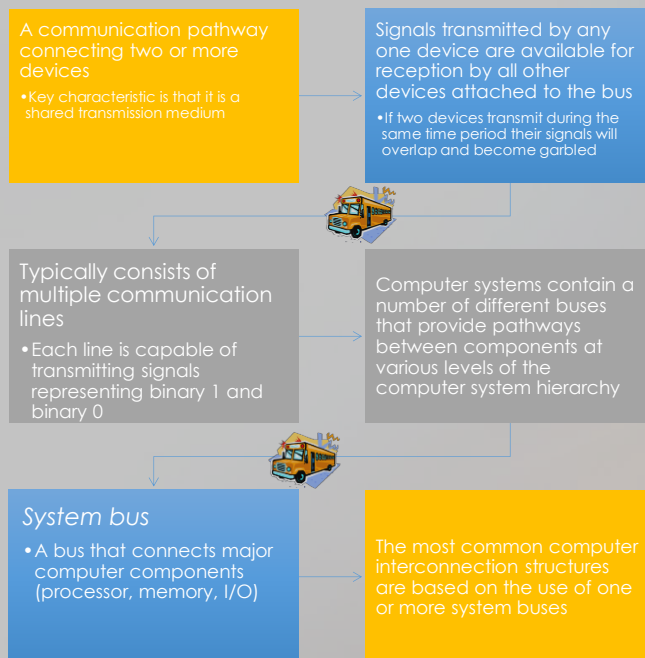 A communication pathway
connecting two or more
devices
•Key characteristic is that it is a
shared transmission medium
Signals transmitted by any
one device are available for
reception by all other
devices attached to the bus
•If two devices transmit during the
same time period their signals will
overlap and become garbled
Typically consists of
multiple communication
lines
•Each line is capable of
transmitting signals
representing binary 1 and
binary 0
Computer systems contain a
number of different buses
that provide pathways
between components at
various levels of the
computer system hierarchy
System bus
•A bus that connects major
computer components
(processor, memory, I/O)
The most common computer
interconnection structures
are based on the use of one
or more system buses